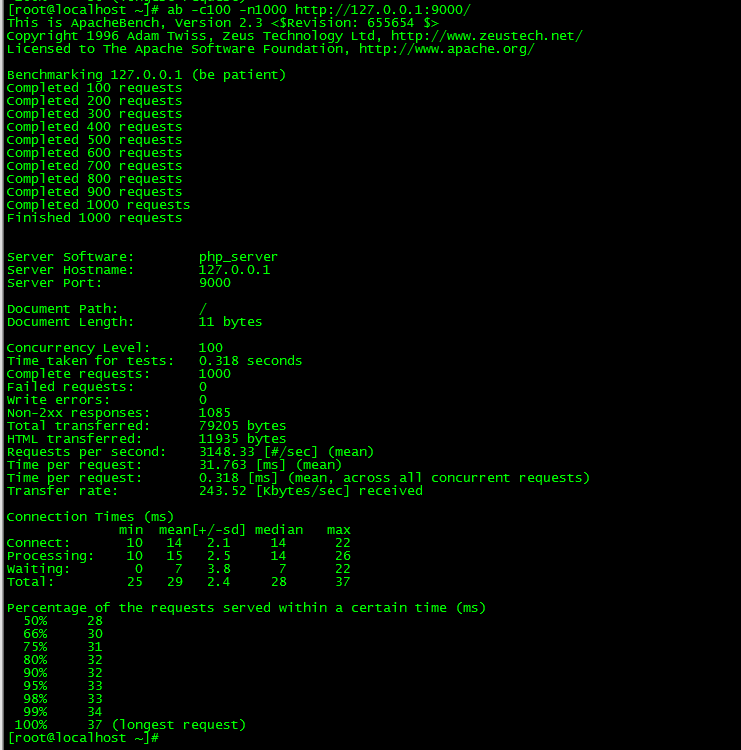 [root@localhost ~]# ab -c100 -n1000 http://127.0.0.1:9000/
This is ApacheBench, Version 2.3 <$Revision: 655654 $>
Copyright 1996 Adam Twiss, Zeus Technology Ltd, http://www.zeustech.net/
Licensed to The Apache Software Foundation, http://www.apache.org/

Benchmarking 127.0.0.1 (be patient)
Completed 100 requests
Completed 200 requests
Completed 300 requests
Completed 400 requests
Completed 500 requests
Completed 600 requests
Completed 700 requests
Completed 800 requests
Completed 900 requests
Completed 1000 requests
Finished 1000 requests

Server Software:        php_server
Server Hostname:        127.0.0.1
Server Port:            9000

Document Path:          /
Document Length:        11 bytes

Concurrency Level:      100
Time taken for tests:   0.318 seconds
Complete requests:      1000
Failed requests:        0
Write errors:           0
Non-2xx responses:      1085
Total transferred:      79205 bytes
HTML transferred:       11935 bytes
Requests per second:    3148.33 [#/sec] (mean)
Time per request:       31.763 [ms] (mean)
Time per request:       0.318 [ms] (mean, across all concurrent requests)
Transfer rate:          243.52 [Kbytes/sec] received

Connection Times (ms)
              min  mean[+/-sd] median   max
Connect:       10   14   2.1     14      22
Processing:    10   15   2.5     14      26
Waiting:        0    7   3.8      7      22
Total:         25   29   2.4     28      37

Percentage of the requests served within a certain time (ms)
  50%     28
  66%     30
  75%     31
  80%     32
  90%     32
  95%     33
  98%     33
  99%     34
 100%     37 (longest request)
[root@localhost ~]#